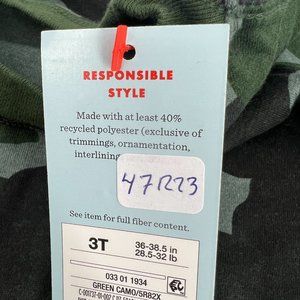 RESPONSIBLE
STYLE
Made with at least 40%
recycled polyester (exclusive of
trimmings, ornamentation,
interlining
47R23
See item for full fiber content.
3T
36-38.5 in
28.5-32 lb
033 01 1934
GREEN CAMO/5R82X